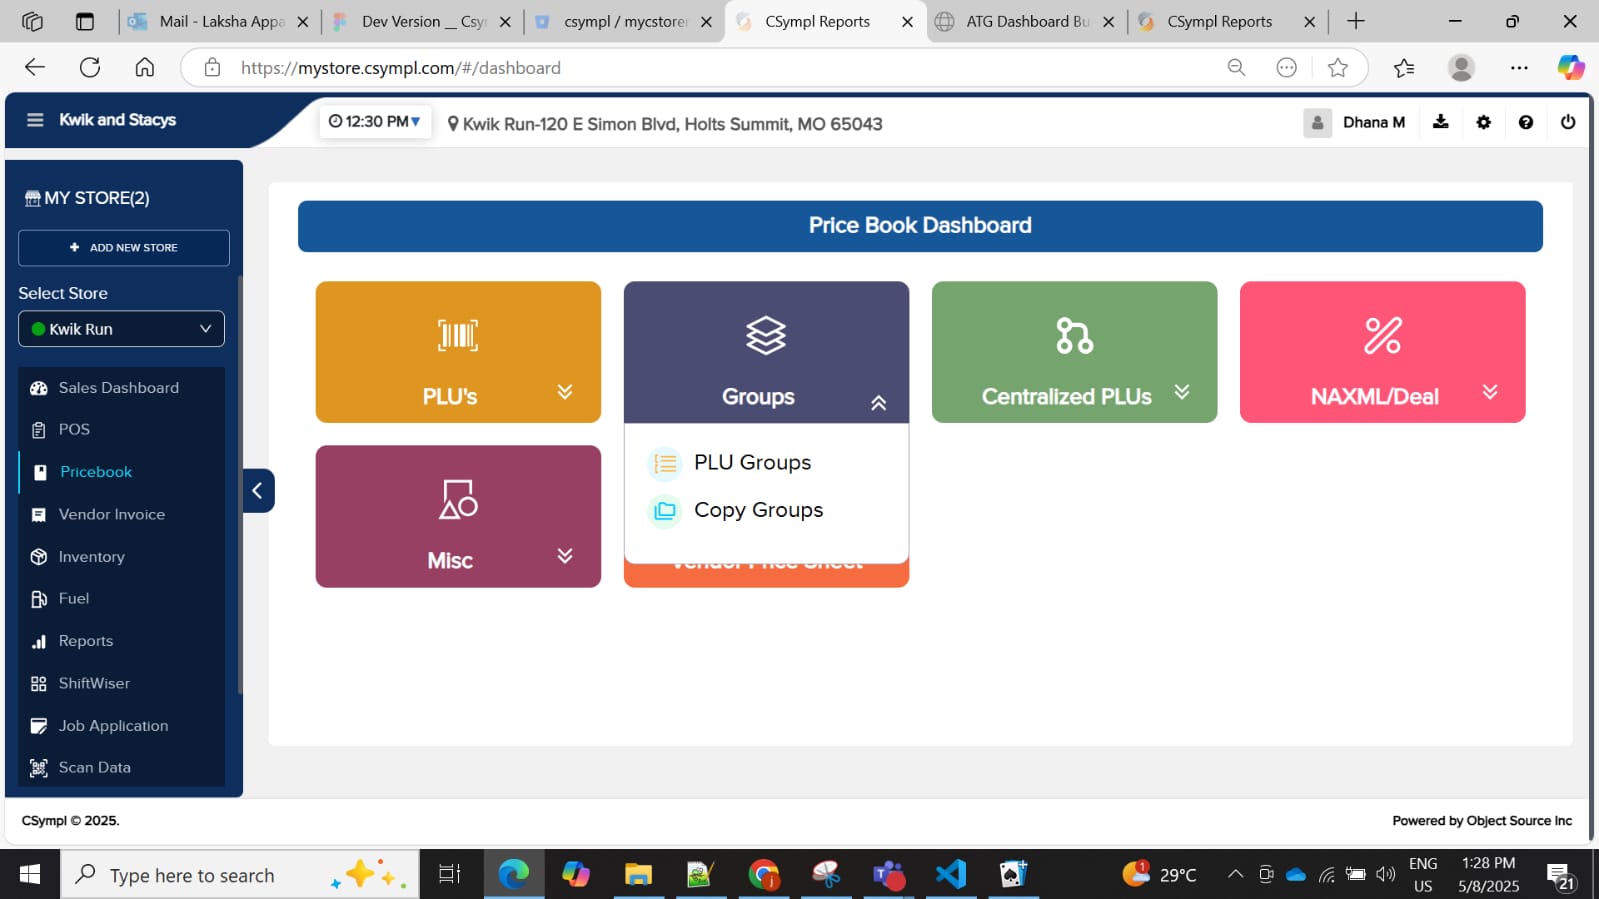 Mail - Laksha Appa
Dev Version __ Csy
csympl / mycstore
CSympl Reports
ATG Dashboard Bu
CSympl Reports
https://mystore.csympl.com/#/dashboard
Kwik and Stacys
12:30 PM
Kwik Run-120 E Simon Blvd, Holts Summit, MO 65043
Dhana M
MY STORE(2)
ADD NEW STORE
Select Store
Kwik Run
Sales Dashboard
POS
Pricebook
Vendor Invoice
Inventory
Fuel
Reports
ShiftWiser
Job Application
Scan Data
Price Book Dashboard
PLU's
Groups
Centralized PLUs
NAXML/Deal
PLU Groups
Copy Groups
Misc
Vendor Price Sheet
CSympl © 2025.
Powered by Object Source Inc
Type here to search
1
29°C
ENG
US
1:28 PM
5/8/2025
21